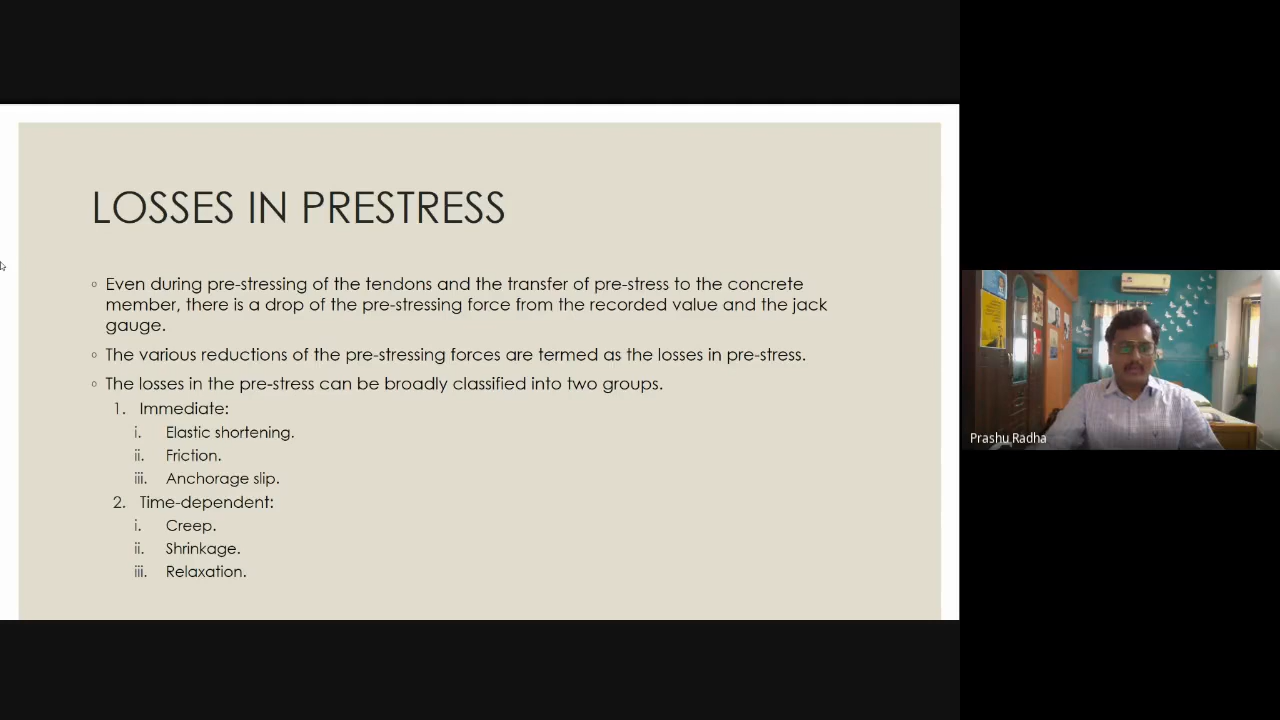 LOSSES IN PRESTRESS
◦ Even during pre-stressing of the tendons and the transfer of pre-stress to the concrete
member, there is a drop of the pre-stressing force from the recorded value and the jack
gauge.
◦ The various reductions of the pre-stressing forces are termed as the losses in pre-stress.
◦ The losses in the pre-stress can be broadly classified into two groups.
1. Immediate:
i. Elastic shortening.
ii. Friction.
iii. Anchorage slip.
2. Time-dependent:
i. Creep.
ii. Shrinkage.
iii. Relaxation.
Prashu Radha